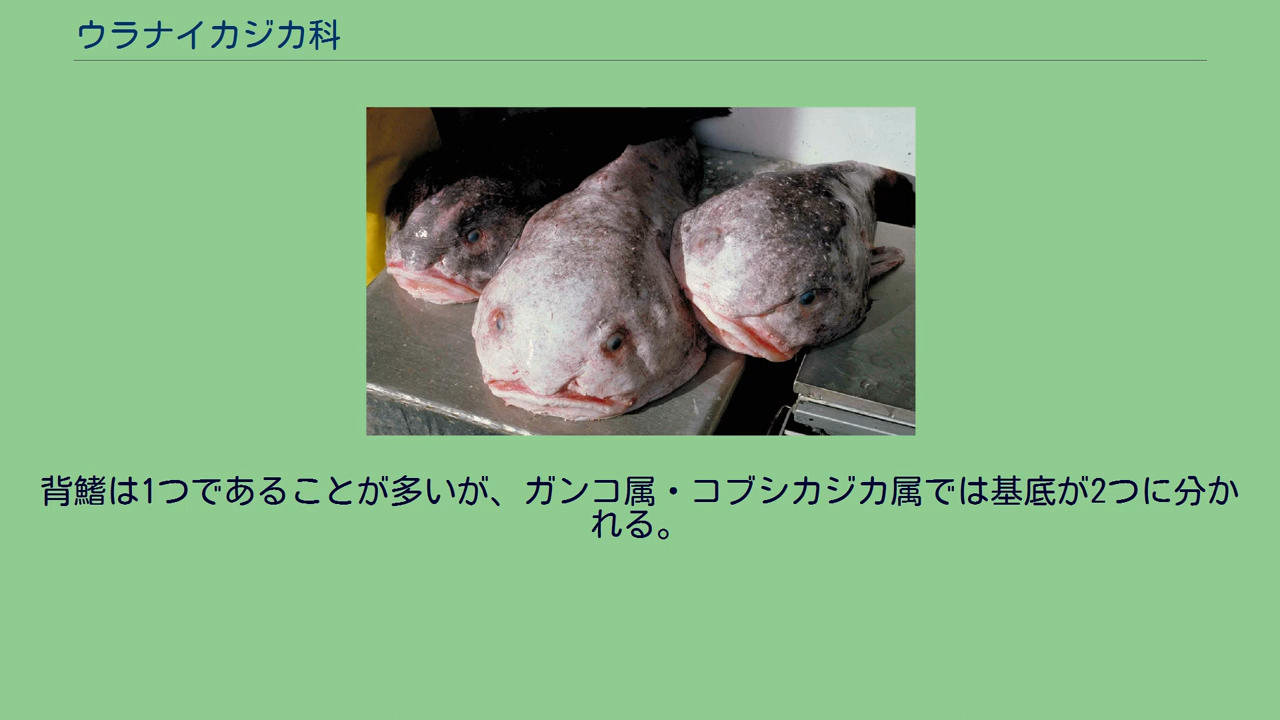 ウラナイカジカ科
背鰭は1つであることが多いが、ガンコ属・コブシカジカ属では基底が2つに分か
れる。